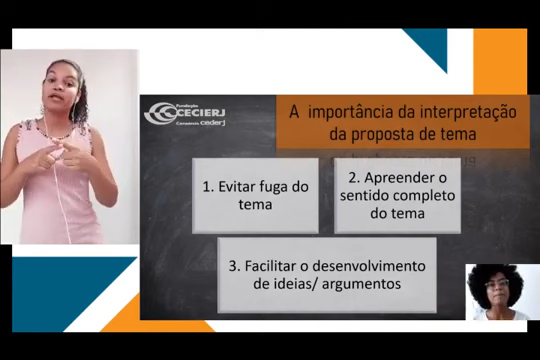 Fundação
CECIERJ
Consórcio cederj
A importância da interpretação
da proposta de tema
1. Evitar fuga do
tema
2. Apreender o
sentido completo
do tema
3. Facilitar o desenvolvimento
de ideias/ argumentos